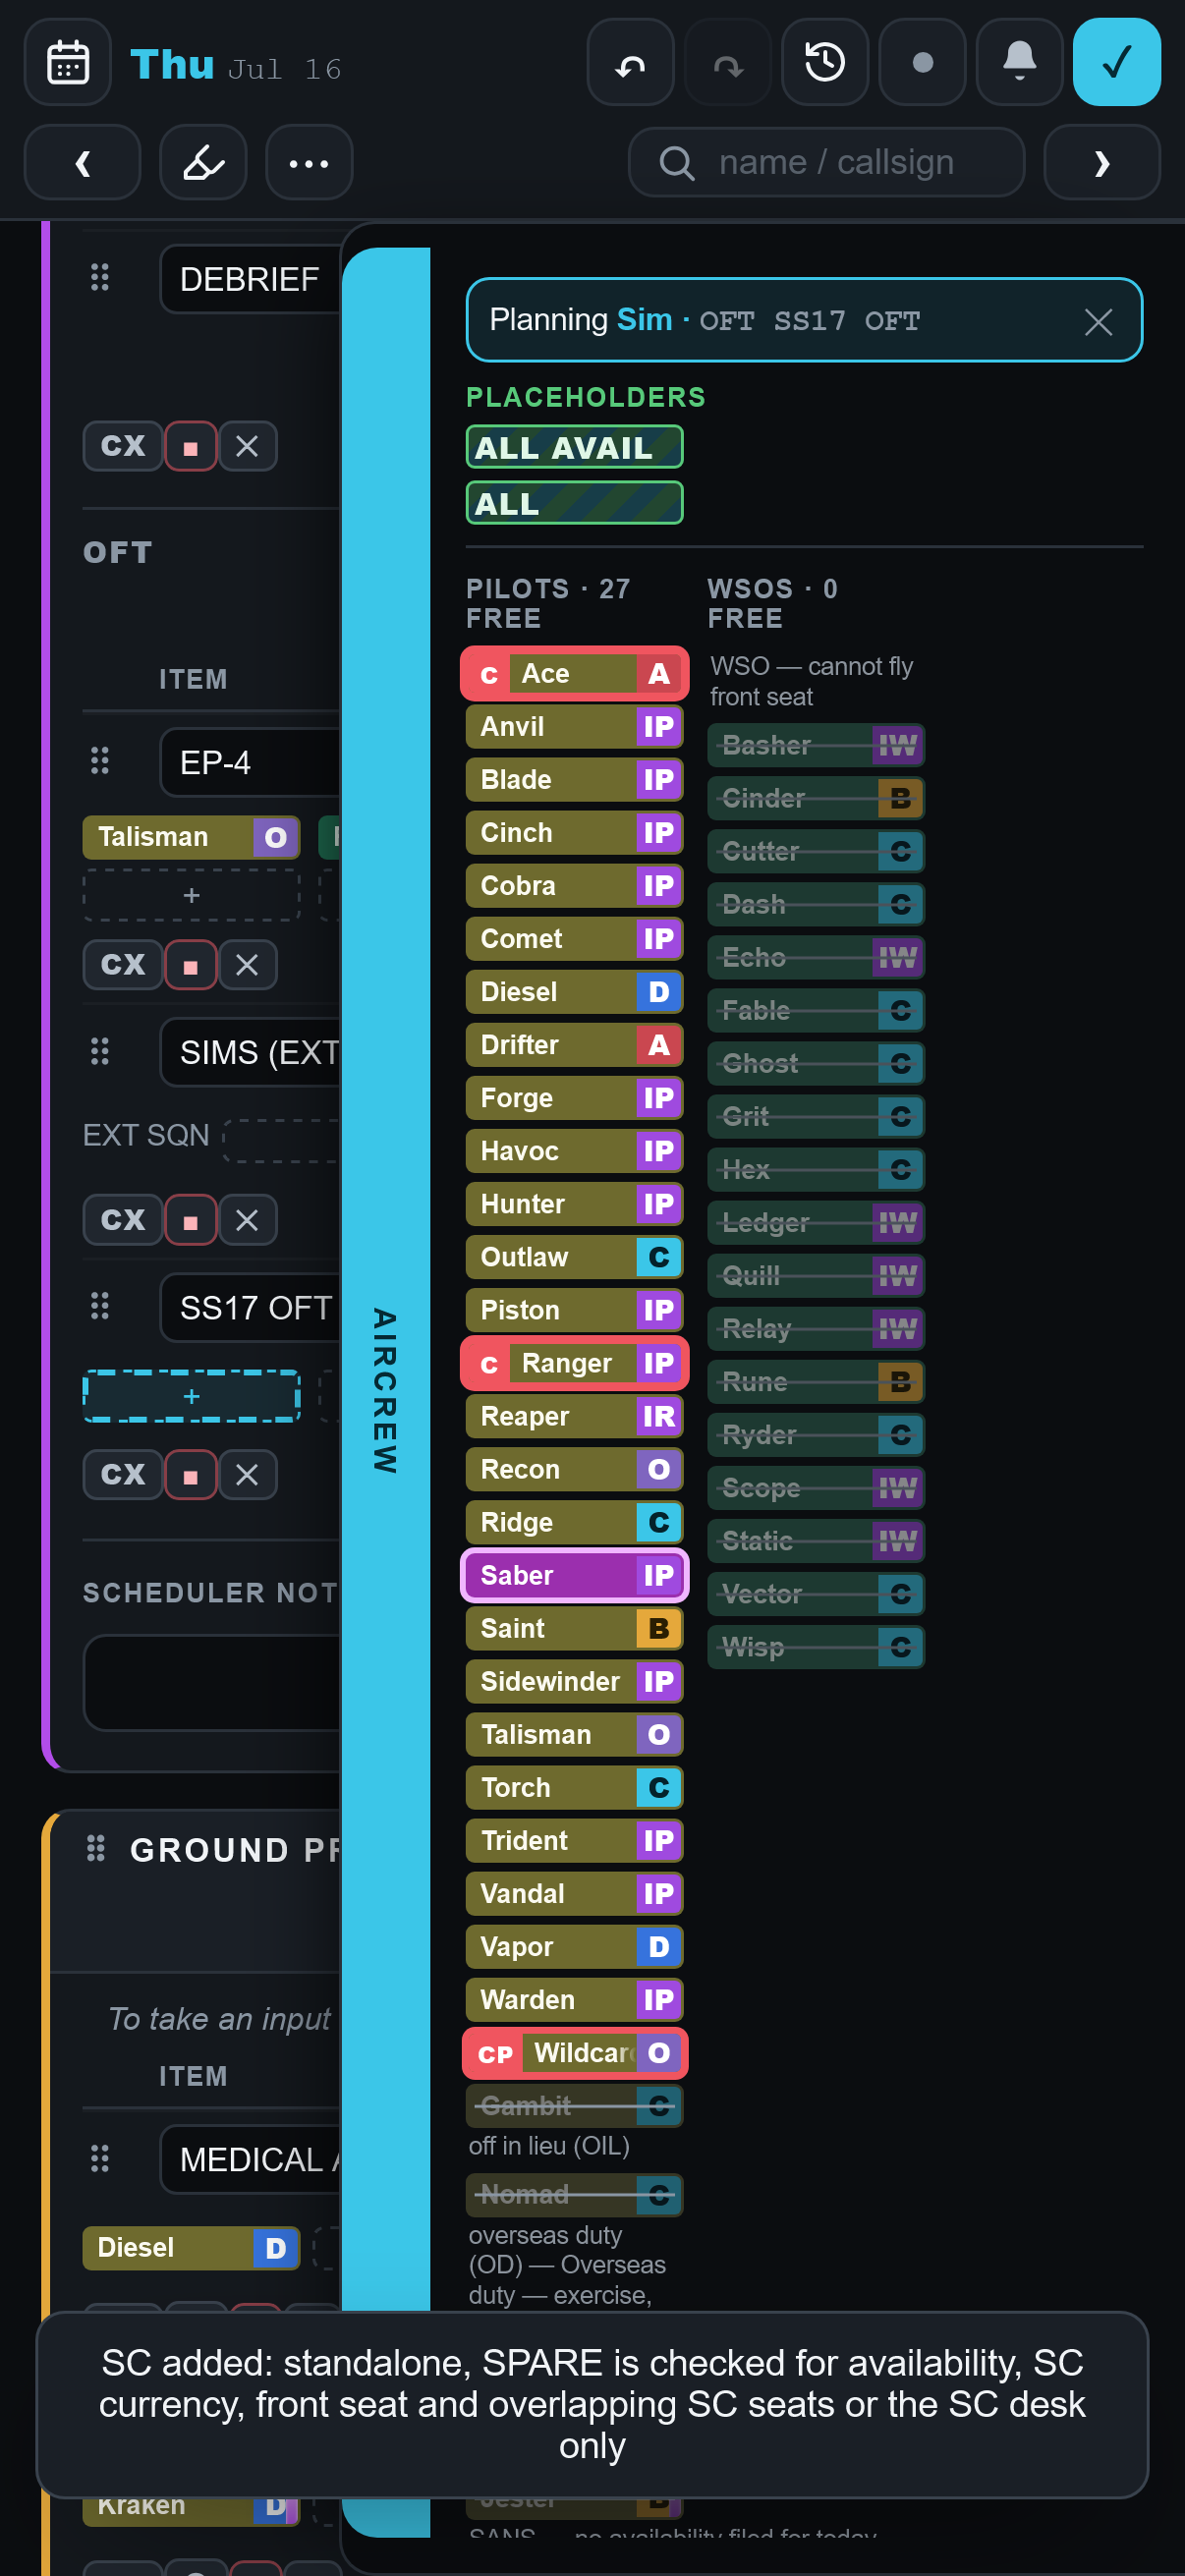 Thu Jul 16
name / callsign
DEBRIEF
CX
OFT
ITEM
EP-4
Talisman O
+
CX
SIMS (EXT
EXT SQN
CX
SS17 OFT
+
CX
SCHEDULER NOT
GROUND PR
To take an input
ITEM
MEDICAL
Diesel D
Kraken D
AIRCREW
Planning Sim · OFT SS17 OFT
PLACEHOLDERS
ALL AVAIL
ALL
PILOTS · 27
FREE
C Ace A
Anvil IP
Blade IP
Cinch IP
Cobra IP
Comet IP
Diesel D
Drifter A
Forge IP
Havoc IP
Hunter IP
Outlaw C
Piston IP
C Ranger IP
Reaper IR
Recon O
Ridge C
Saber IP
Saint B
Sidewinder IP
Talisman O
Torch C
Trident IP
Vandal IP
Vapor D
Warden IP
CP Wildcar O
Gambit C
off in lieu (OIL)
Nomad C
overseas duty
(OD) — Overseas
duty — exercise,
Jester B
SANS — no availability filed for today
WSOS · 0
FREE
WSO — cannot fly
front seat
Basher IW
Cinder B
Cutter C
Dash C
Echo IW
Fable C
Ghost C
Grit C
Hex C
Ledger IW
Quill IW
Relay IW
Rune B
Ryder C
Scope IW
Static IW
Vector C
Wisp C
SC added: standalone, SPARE is checked for availability, SC
currency, front seat and overlapping SC seats or the SC desk
only